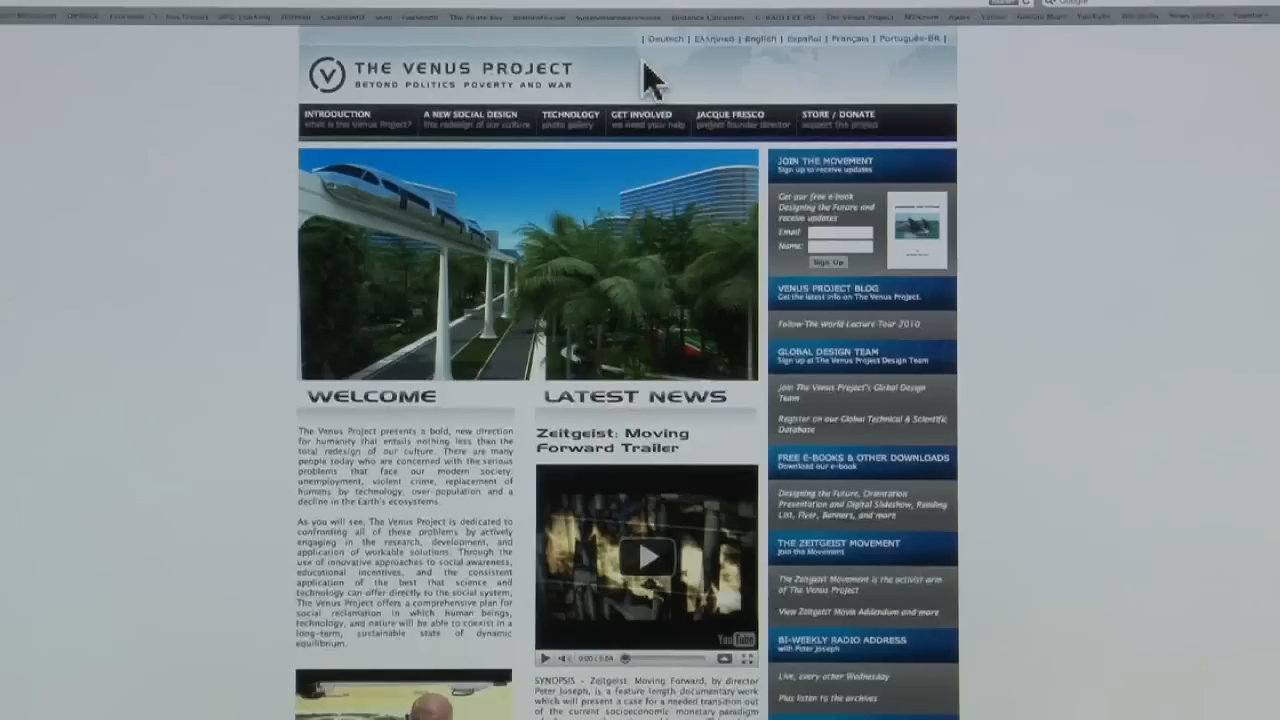 | Deutsch | Ελληνικά | English | Español | Français | Português-BR |
THE VENUS PROJECT
BEYOND POLITICS POVERTY AND WAR
INTRODUCTION
what is the Venus Project?
A NEW SOCIAL DESIGN
the redesign of our culture
TECHNOLOGY
photo gallery
GET INVOLVED
we need your help
JACQUE FRESCO
project founder director
STORE / DONATE
support the project
WELCOME
The Venus Project presents a bold, new direction
for humanity that entails nothing less than the
total redesign of our culture. There are many
people today who are concerned with the serious
problems that face our modern society:
unemployment, violent crime, replacement of
humans by technology, over-population and a
decline in the Earth's ecosystems.
As you will see, The Venus Project is dedicated to
confronting all of these problems by actively
engaging in the research, development, and
application of workable solutions. Through the
use of innovative approaches to social awareness,
educational incentives, and the consistent
application of the best that science and
technology can offer directly to the social system,
The Venus Project offers a comprehensive plan for
social reclamation in which human beings,
technology, and nature will be able to coexist in a
long-term, sustainable state of dynamic
equilibrium.
LATEST NEWS
Zeitgeist: Moving
Forward Trailer
YouTube
0:00 / 5:04
SYNOPSIS - Zeitgeist: Moving Forward, by director
Peter Joseph, is a feature length documentary work
which will present a case for a needed transition out
of the current socioeconomic monetary paradigm
JOIN THE MOVEMENT
Sign up to receive updates
Get our free e-book
Designing the Future and
receive updates
Email:
Name:
Sign Up
VENUS PROJECT BLOG
Get the latest info on The Venus Project.
Follow The World Lecture Tour 2010
GLOBAL DESIGN TEAM
Sign up at The Venus Project Design Team
Join The Venus Project's Global Design
Team
Register on our Global Technical & Scientific
Database
FREE E-BOOKS & OTHER DOWNLOADS
Download our e-book
Designing the Future, Orientation
Presentation and Digital Slideshow, Reading
List, Flyer, Banners, and more
THE ZEITGEIST MOVEMENT
Join the Movement
The Zeitgeist Movement is the activist arm
of The Venus Project
View Zeitgeist Movie Addendum and more
BI-WEEKLY RADIO ADDRESS
with Peter Joseph
Live, every other Wednesday
Plus listen to the archives